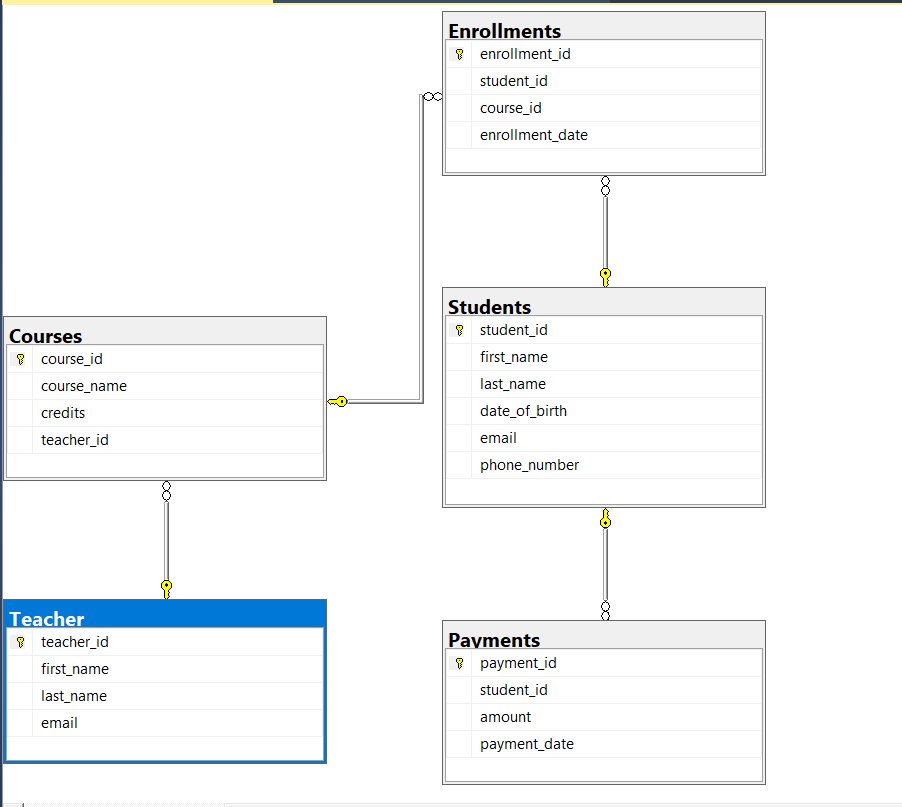 Enrollments
enrollment_id
student_id
course_id
enrollment_date
Students
student_id
first_name
last_name
date_of_birth
email
phone_number
Courses
course_id
course_name
credits
teacher_id
Teacher
teacher_id
first_name
last_name
email
Payments
payment_id
student_id
amount
payment_date